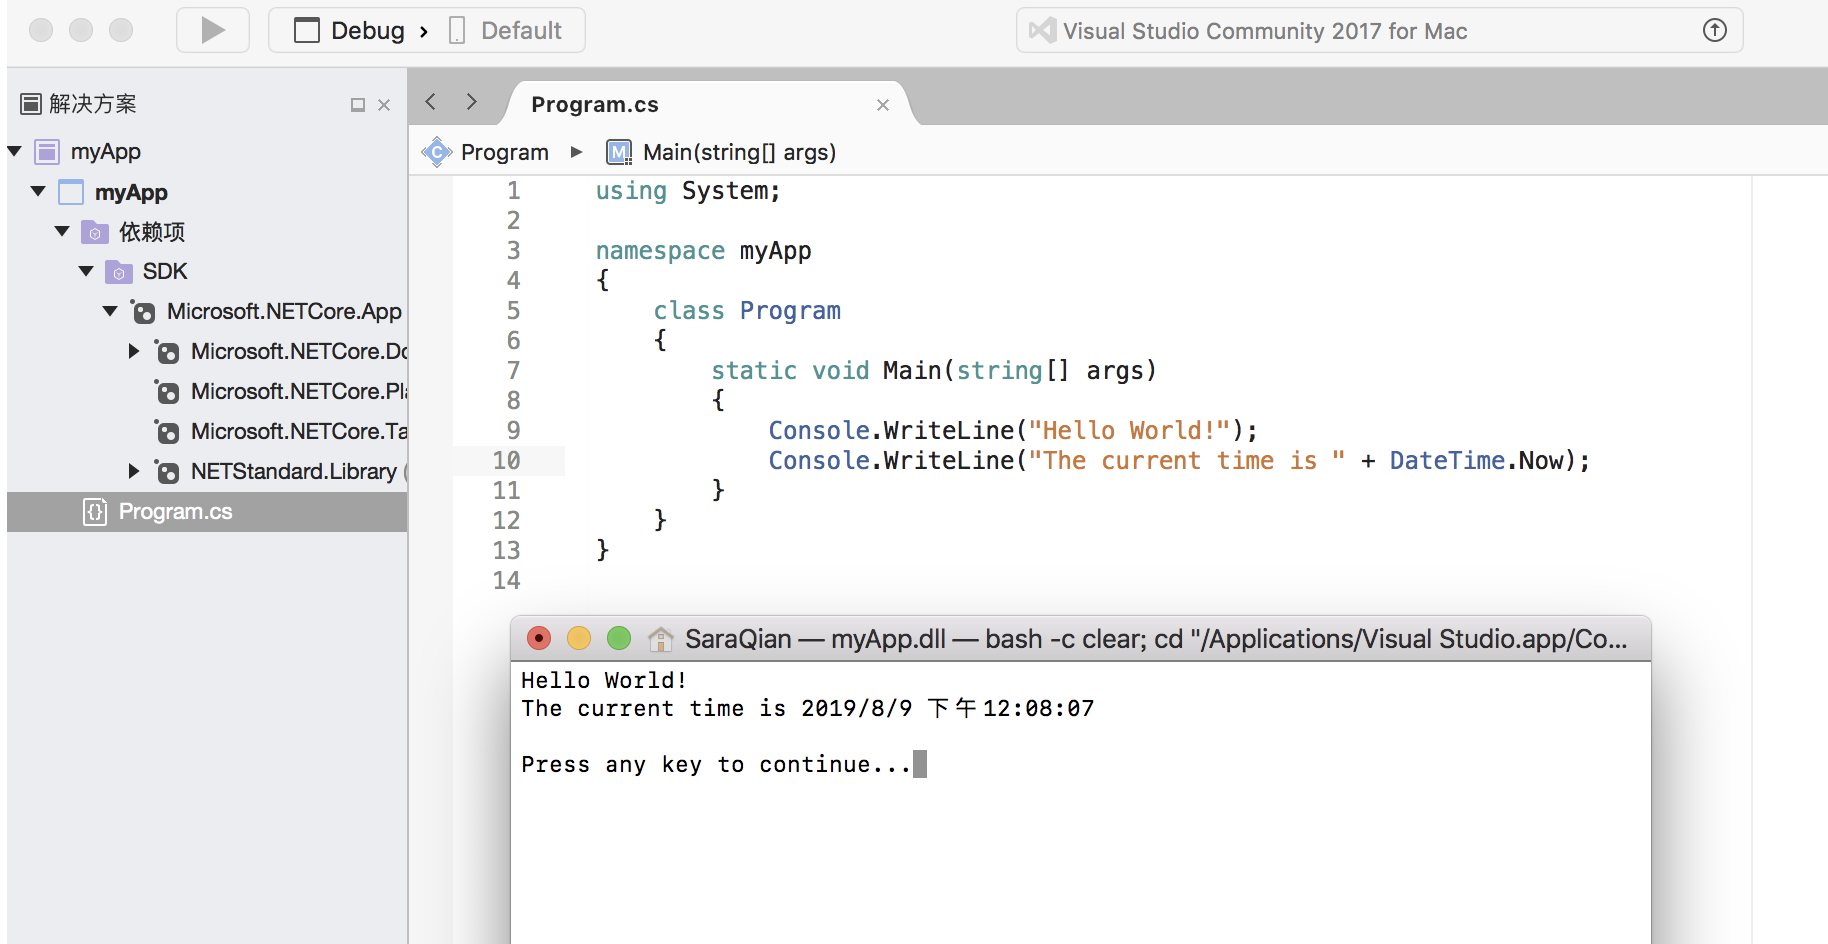 Debug › Default
Visual Studio Community 2017 for Mac
解决方案
myApp
myApp
依赖项
SDK
Microsoft.NETCore.App
Microsoft.NETCore.Do
Microsoft.NETCore.Pla
Microsoft.NETCore.Ta
NETStandard.Library (
Program.cs
Program.cs
Program ▶ Main(string[] args)
1 using System;
2
3 namespace myApp
4 {
5 class Program
6 {
7 static void Main(string[] args)
8 {
9 Console.WriteLine("Hello World!");
10 Console.WriteLine("The current time is " + DateTime.Now);
11 }
12 }
13 }
14
SaraQian — myApp.dll — bash -c clear; cd "/Applications/Visual Studio.app/Co...
Hello World!
The current time is 2019/8/9 下午12:08:07
Press any key to continue...